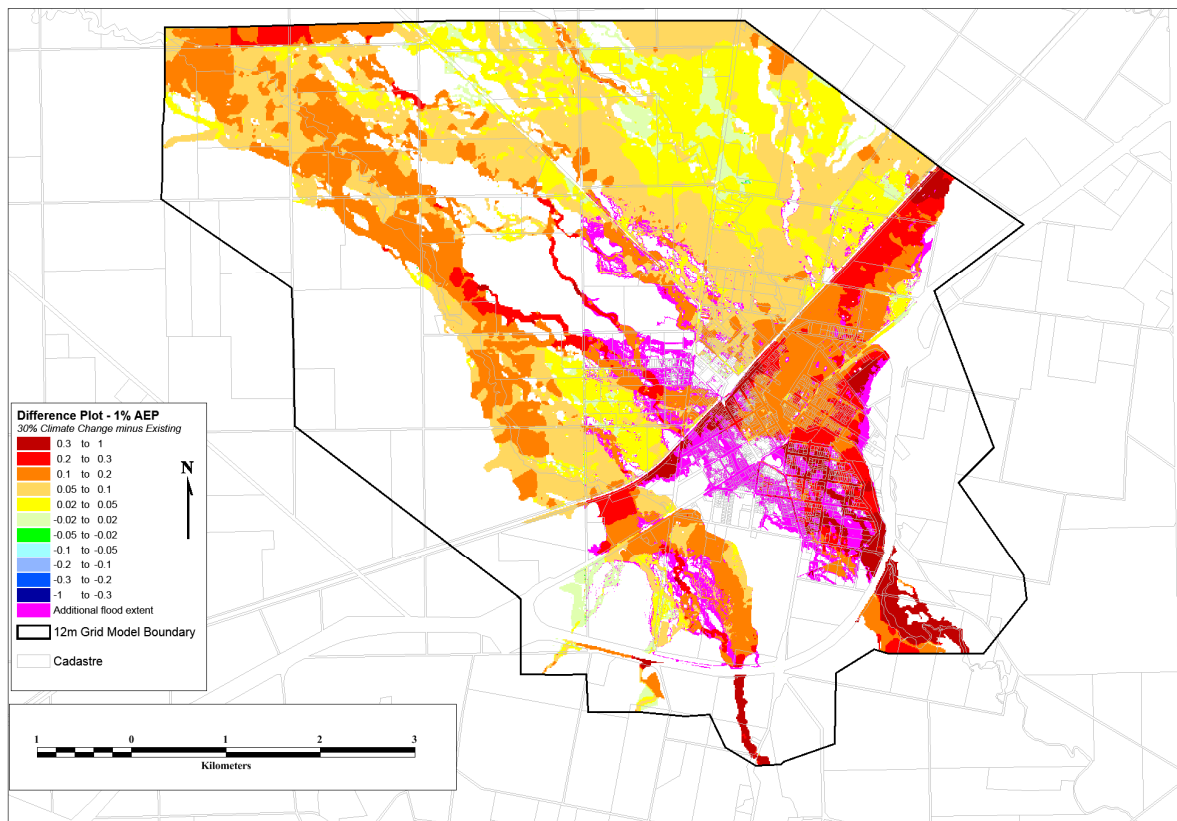 Difference Plot - 1% AEP
30% Climate Change minus Existing
0.3 to 1
0.2 to 0.3
0.1 to 0.2
0.05 to 0.1
0.02 to 0.05
-0.02 to 0.02
-0.05 to -0.02
-0.1 to -0.05
-0.2 to -0.1
-0.3 to -0.2
-1 to -0.3
Additional flood extent
12m Grid Model Boundary
Cadastre
N
1 0 1 2 3
Kilometers